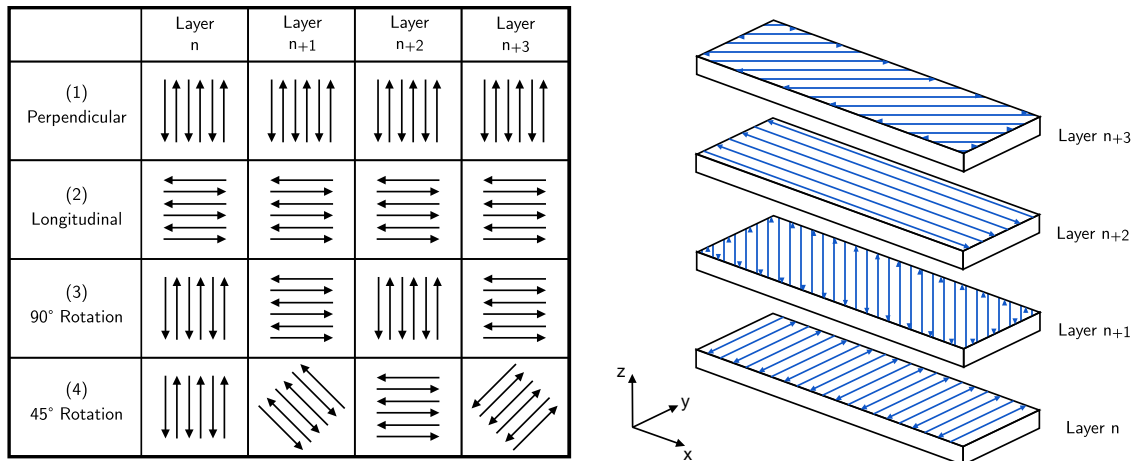 Layer n
Layer n+1
Layer n+2
Layer n+3
(1)
Perpendicular
(2)
Longitudinal
(3)
90° Rotation
(4)
45° Rotation
Layer n+3
Layer n+2
Layer n+1
Layer n
z
y
x